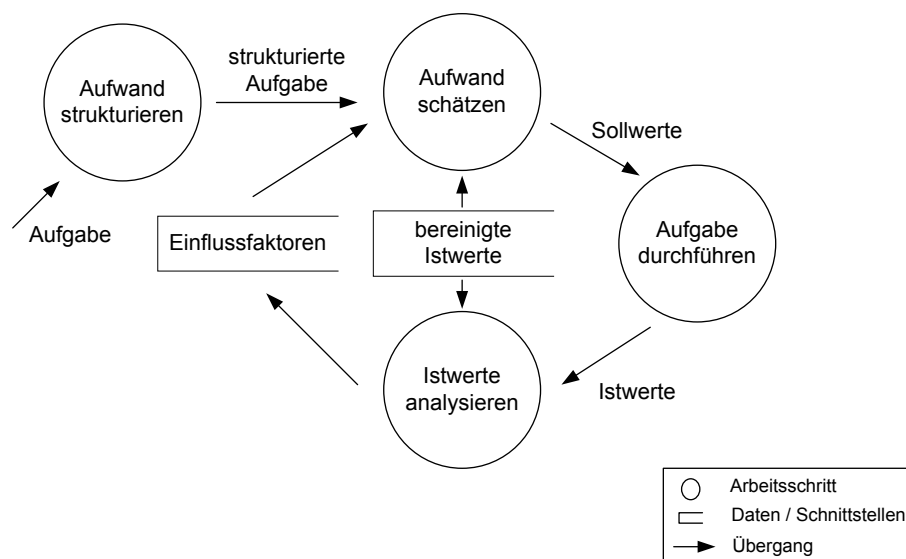 Aufwand
strukturieren
strukturierte
Aufgabe
Aufwand
schätzen
Sollwerte
Aufgabe
Einflussfaktoren
bereinigte
Istwerte
Aufgabe
durchführen
Istwerte
analysieren
Istwerte
Arbeitsschritt
Daten / Schnittstellen
Übergang